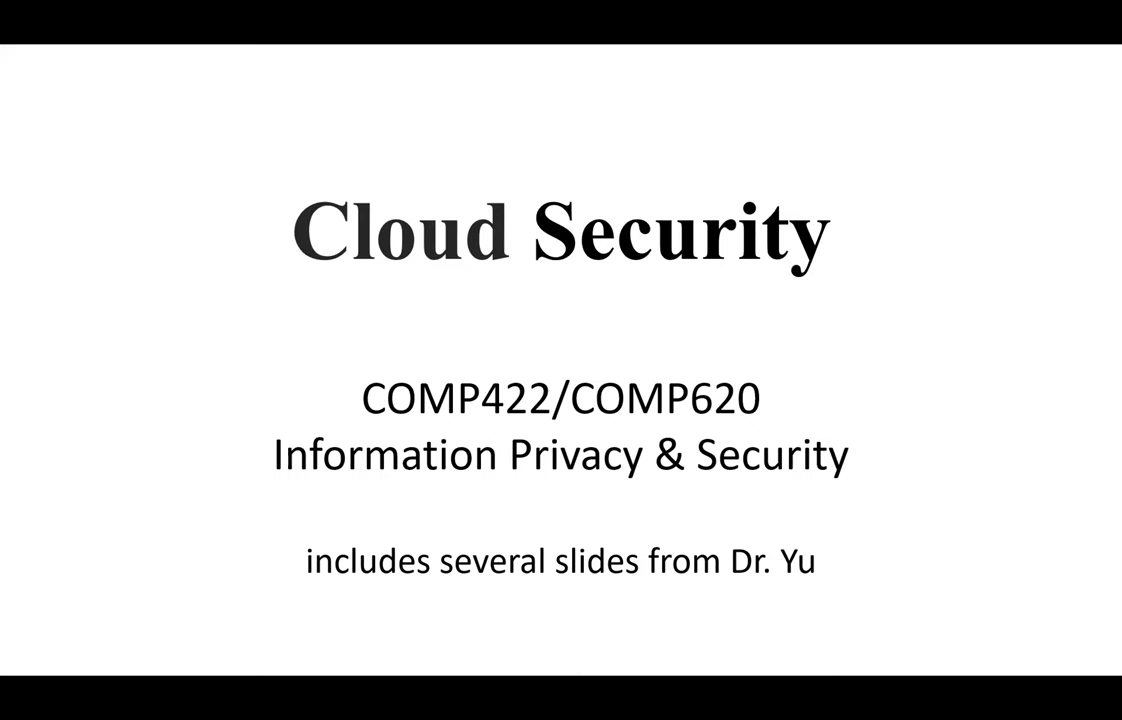 Cloud Security
COMP422/COMP620
Information Privacy & Security
includes several slides from Dr. Yu